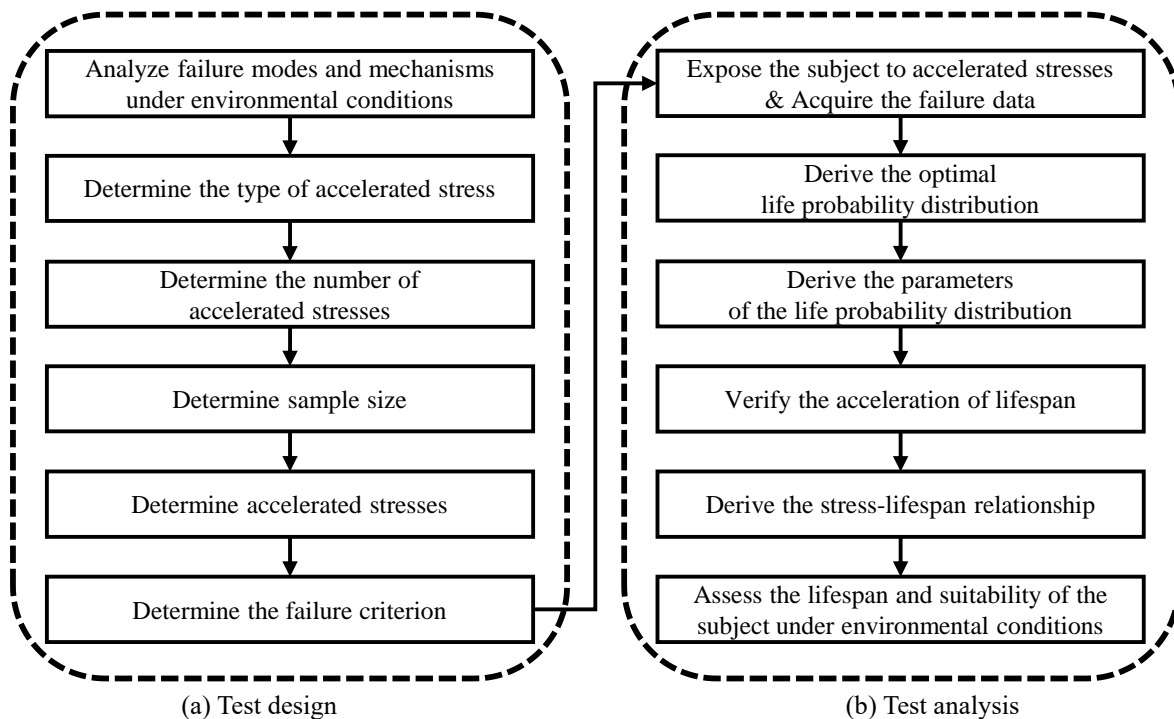 Analyze failure modes and mechanisms
under environmental conditions
Determine the type of accelerated stress
Determine the number of
accelerated stresses
Determine sample size
Determine accelerated stresses
Determine the failure criterion
(a) Test design
Expose the subject to accelerated stresses
& Acquire the failure data
Derive the optimal
life probability distribution
Derive the parameters
of the life probability distribution
Verify the acceleration of lifespan
Derive the stress-lifespan relationship
Assess the lifespan and suitability of the
subject under environmental conditions
(b) Test analysis